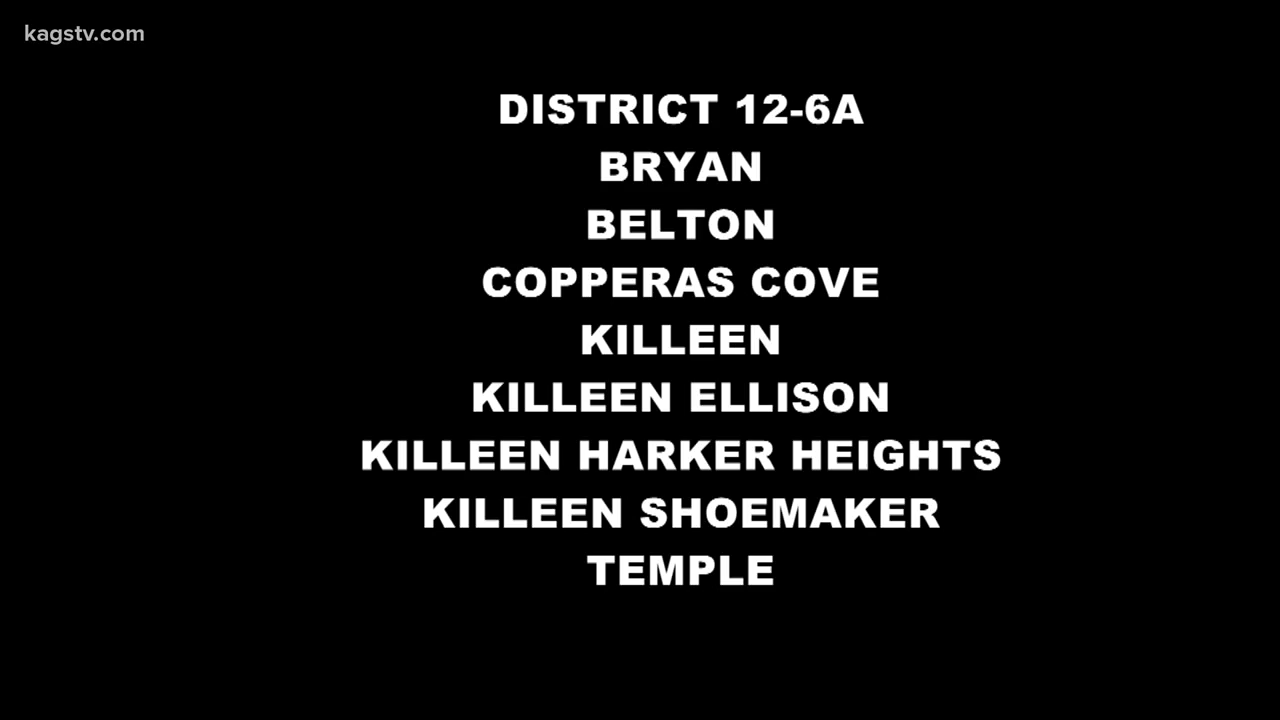 kagstv.com
DISTRICT 12-6A
BRYAN
BELTON
COPPERAS COVE
KILLEEN
KILLEEN ELLISON
KILLEEN HARKER HEIGHTS
KILLEEN SHOEMAKER
TEMPLE